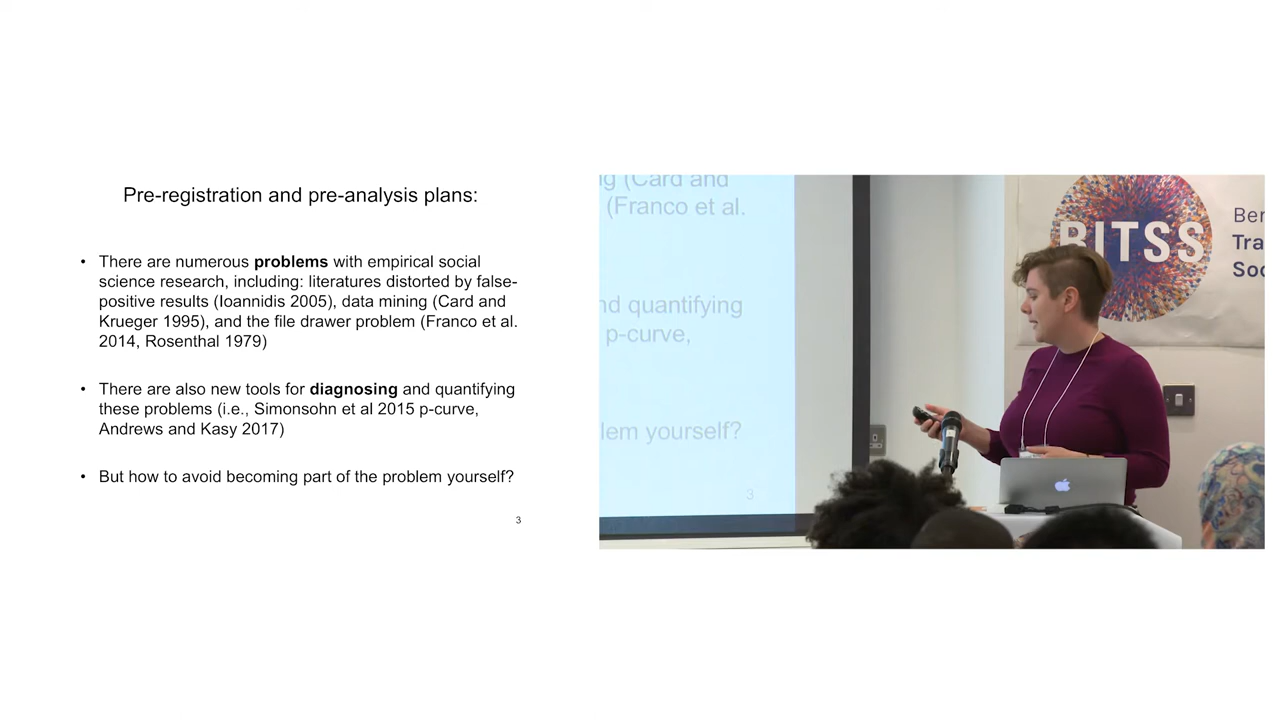 Pre-registration and pre-analysis plans:
• There are numerous problems with empirical social
science research, including: literatures distorted by false-
positive results (Ioannidis 2005), data mining (Card and
Krueger 1995), and the file drawer problem (Franco et al.
2014, Rosenthal 1979)
• There are also new tools for diagnosing and quantifying
these problems (i.e., Simonsohn et al 2015 p-curve,
Andrews and Kasy 2017)
• But how to avoid becoming part of the problem yourself?
3
ng (Card and
(Franco et al.
nd quantifying
p-curve,
lem yourself?
3
BITSS
Ber
Tra
Soc